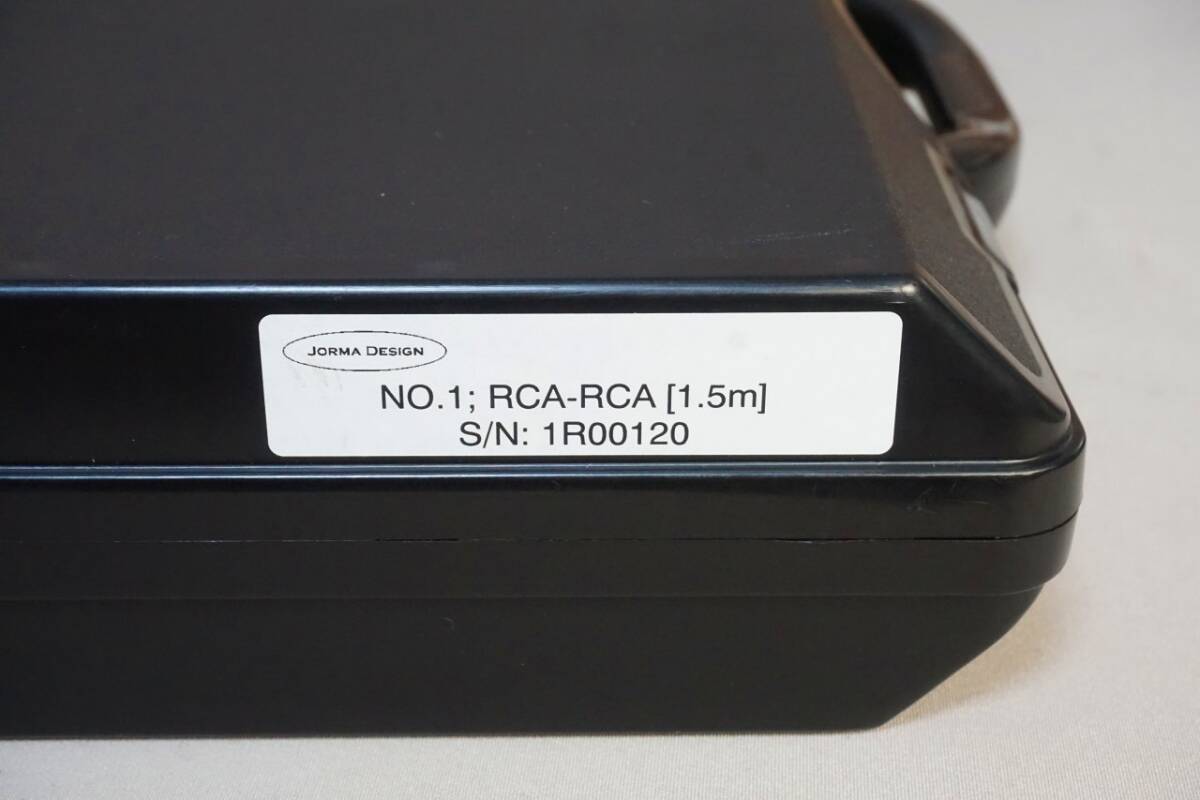 JORMA DESIGN
NO.1; RCA-RCA [1.5m]
S/N: 1R00120